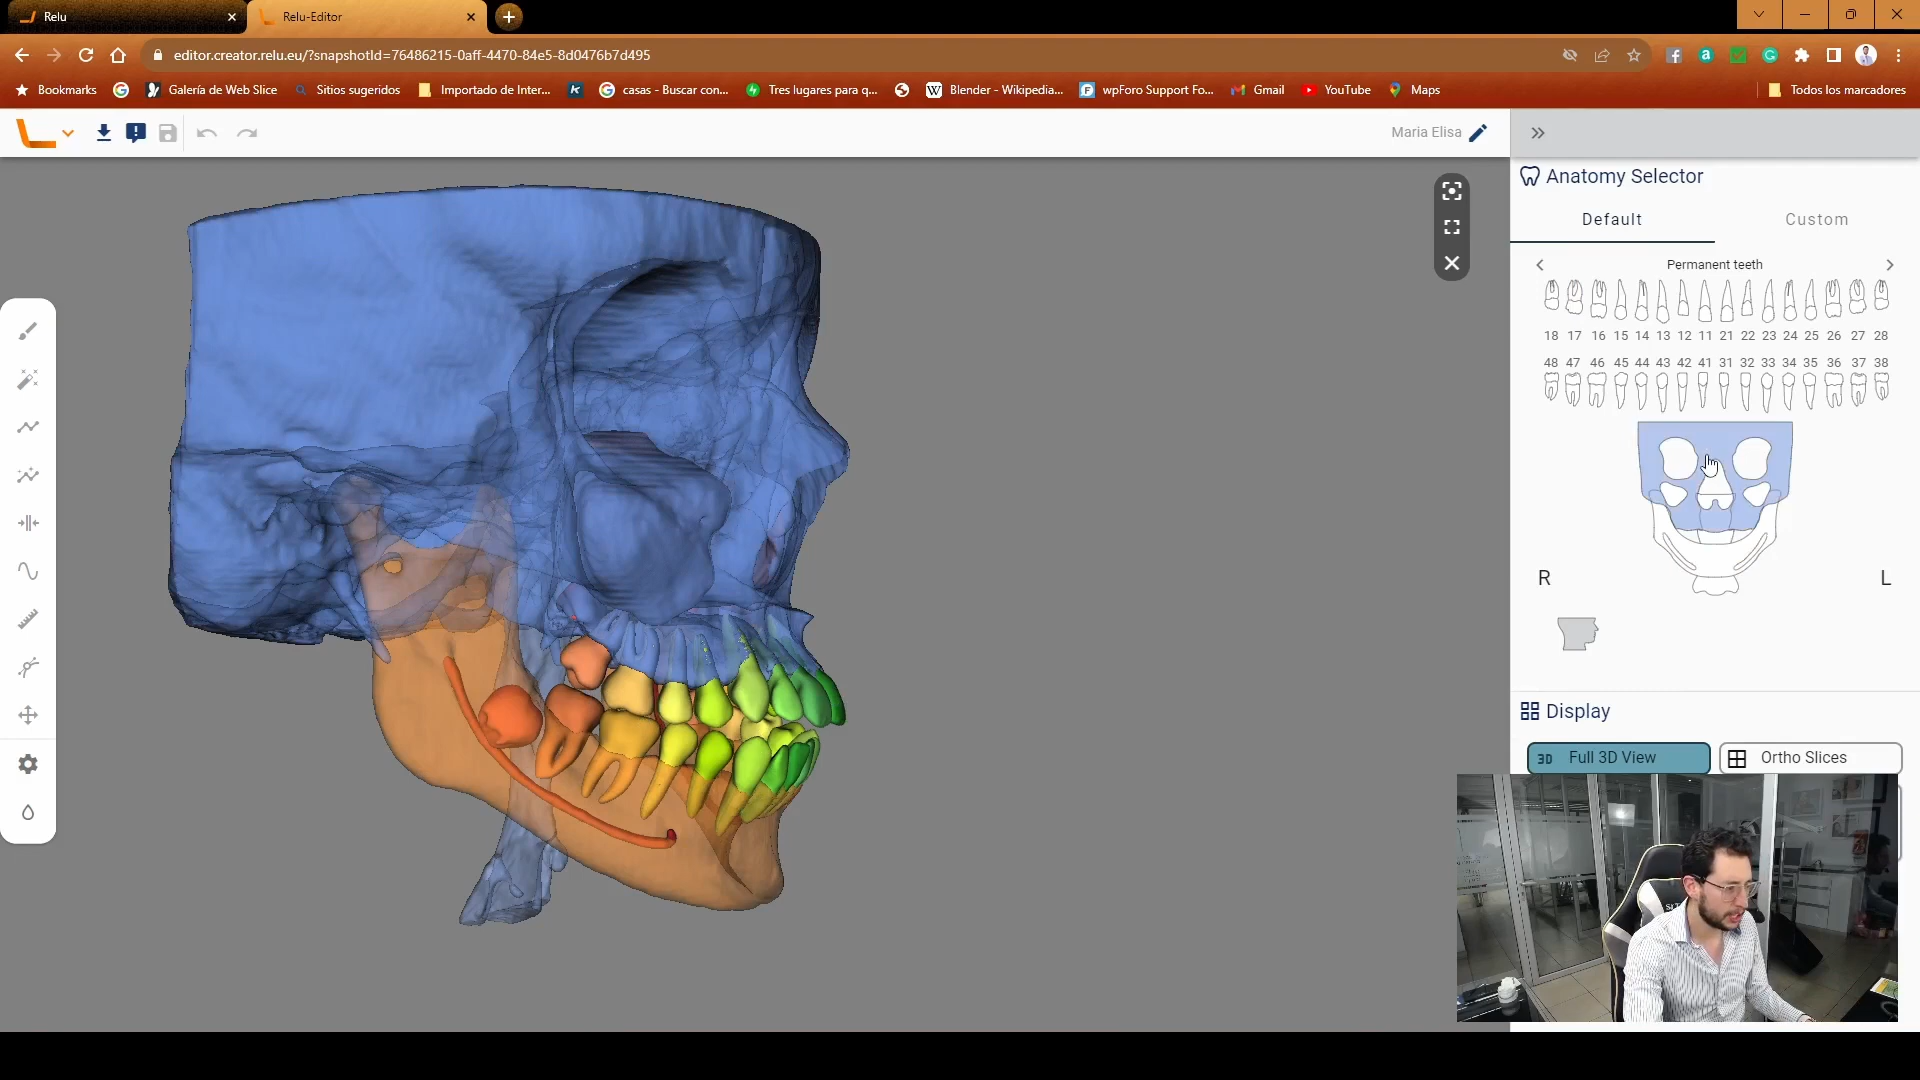 Relu
Relu-Editor
editor.creator.relu.eu/?snapshotId=76486215-0aff-4470-84e5-8d0476b7d495
Bookmarks
Galería de Web Slice
Sitios sugeridos
Importado de Inter...
casas - Buscar con...
Tres lugares para q...
Blender - Wikipedia...
wpForo Support Fo...
Gmail
YouTube
Maps
Todos los marcadores
Maria Elisa
Anatomy Selector
Default
Custom
Permanent teeth
18 17 16 15 14 13 12 11 21 22 23 24 25 26 27 28
48 47 46 45 44 43 42 41 31 32 33 34 35 36 37 38
R
L
Display
3D Full 3D View
Ortho Slices